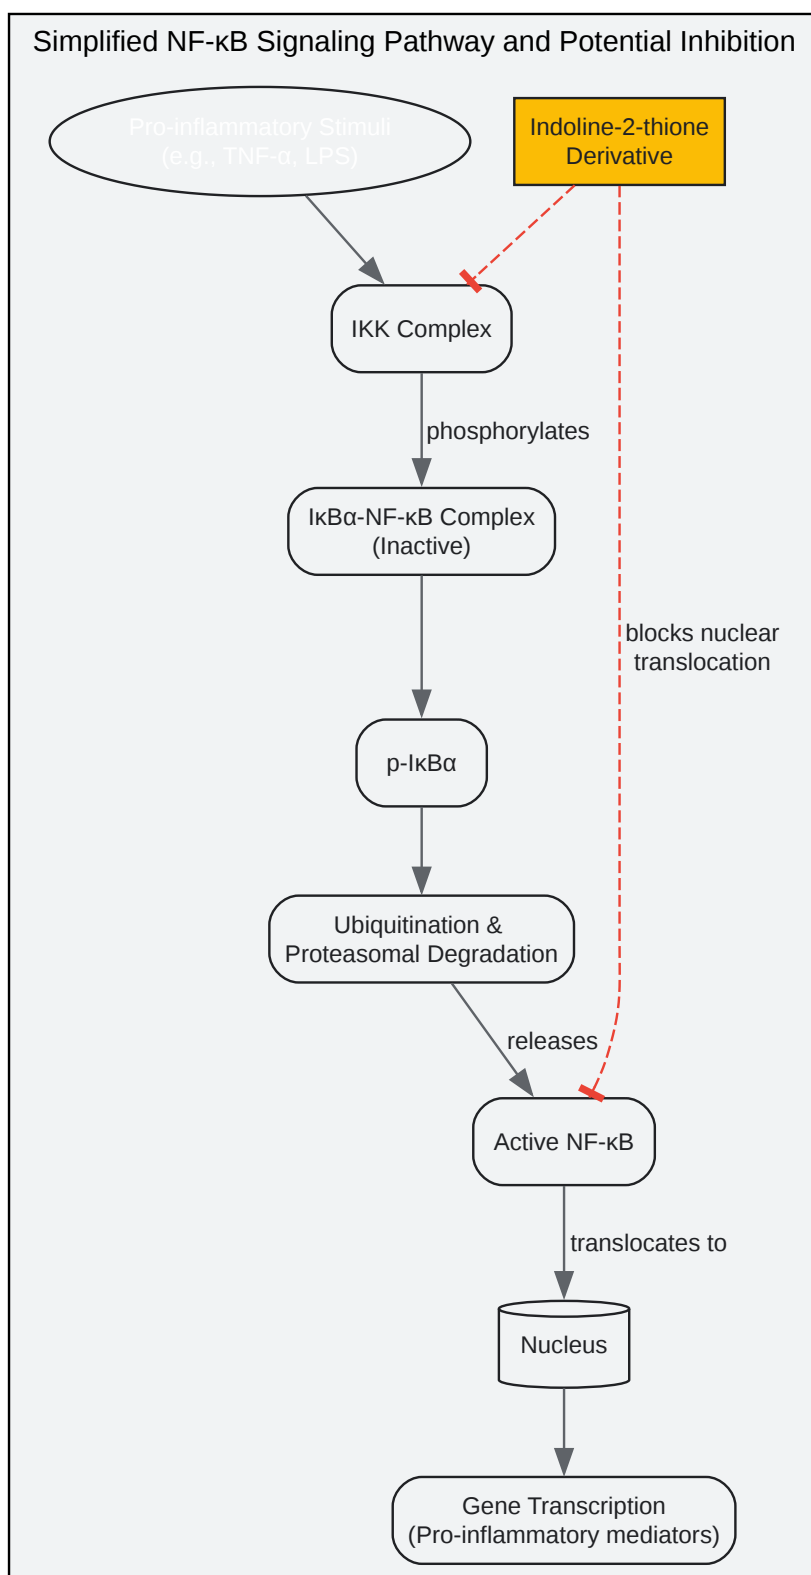 Simplified NF-κB Signaling Pathway and Potential Inhibition
Pro-inflammatory Stimuli
(e.g., TNF-α, LPS)
Indoline-2-thione
Derivative
IKK Complex
phosphorylates
IκBα-NF-κB Complex
(Inactive)
blocks nuclear
translocation
p-IκBα
Ubiquitination &
Proteasomal Degradation
releases
Active NF-κB
translocates to
Nucleus
Gene Transcription
(Pro-inflammatory mediators)